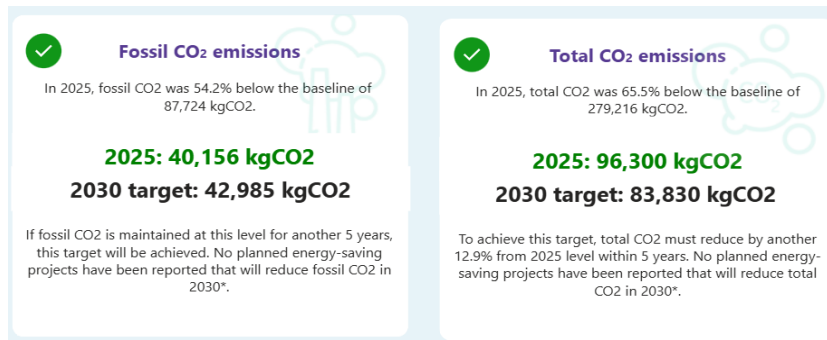 Fossil CO₂ emissions
In 2025, fossil CO2 was 54.2% below the baseline of
87,724 kgCO2.
2025: 40,156 kgCO2
2030 target: 42,985 kgCO2
If fossil CO2 is maintained at this level for another 5 years,
this target will be achieved. No planned energy-saving
projects have been reported that will reduce fossil CO2 in
2030*.
Total CO₂ emissions
CO₂
In 2025, total CO2 was 65.5% below the baseline of
279,216 kgCO2.
2025: 96,300 kgCO2
2030 target: 83,830 kgCO2
To achieve this target, total CO2 must reduce by another
12.9% from 2025 level within 5 years. No planned energy-
saving projects have been reported that will reduce total
CO2 in 2030*.